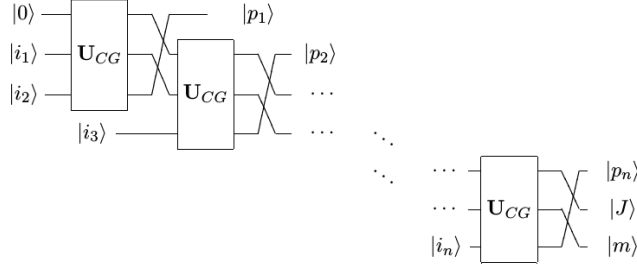 |0⟩ |p₁⟩
|i₁⟩ U_CG |p₂⟩
|i₂⟩ U_CG ⋯
|i₃⟩ ⋯ ⋱
⋱ ⋯ |pₙ⟩
⋯ U_CG |J⟩
|iₙ⟩ |m⟩